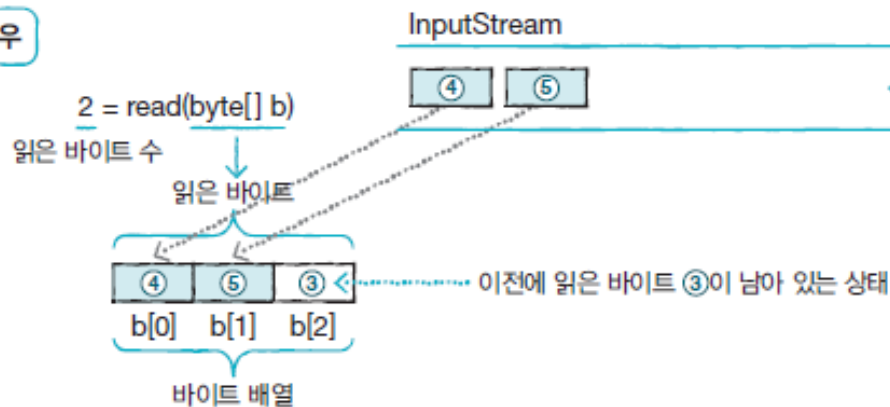 우
InputStream
④ ⑤
2 = read(byte[] b)
읽은 바이트 수
읽은 바이트
④ ⑤ ③ 이전에 읽은 바이트 ③이 남아 있는 상태
b[0] b[1] b[2]
바이트 배열